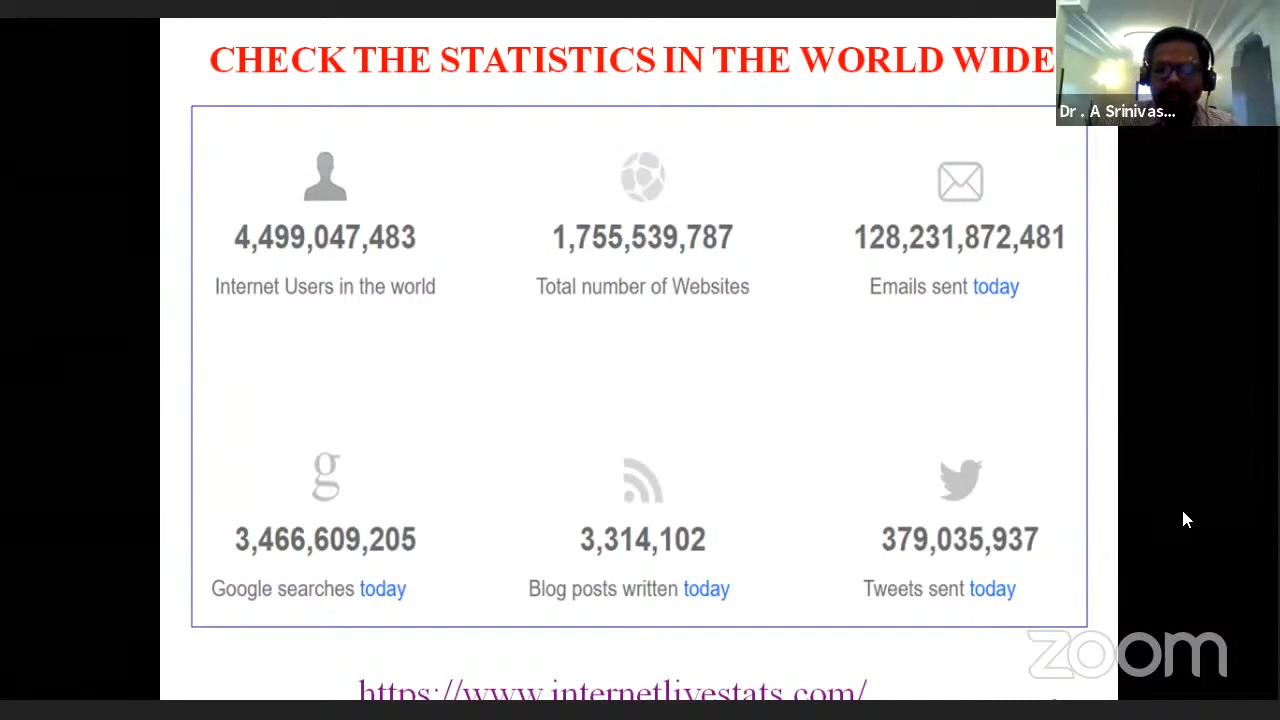 CHECK THE STATISTICS IN THE WORLD WIDE
Dr . A Srinivas...
4,499,047,483
1,755,539,787
128,231,872,481
Internet Users in the world
Total number of Websites
Emails sent today
g
3,466,609,205
3,314,102
379,035,937
Google searches today
Blog posts written today
Tweets sent today
zoom
https://www.internetlivestats.com/